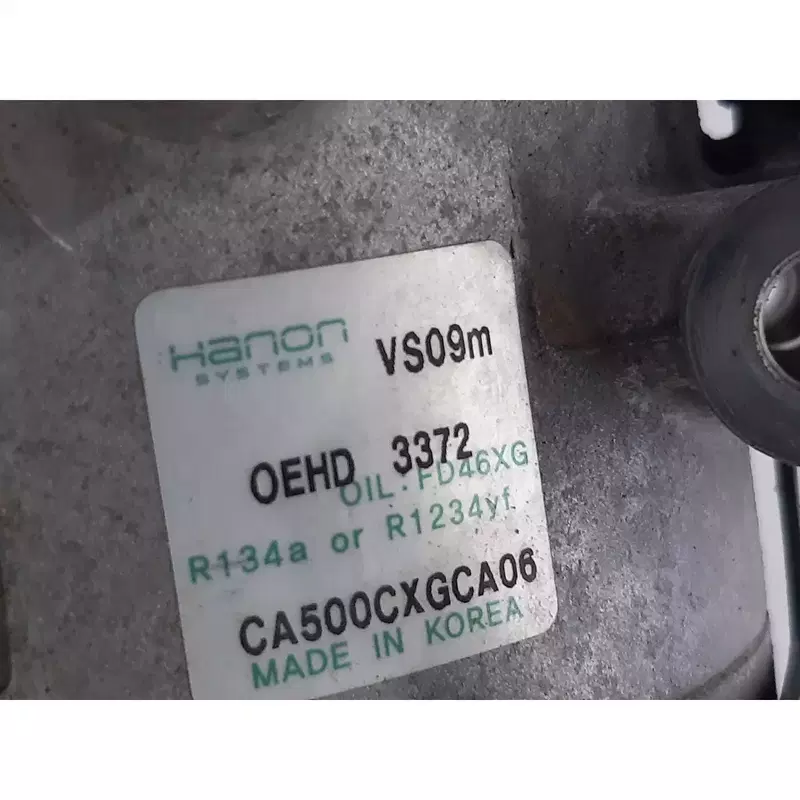 Hanon
SYSTEMS
VS09m
OEHD 3372
OIL: FD46XG
R134a or R1234yf.
CA500CXGCA06
MADE IN KOREA